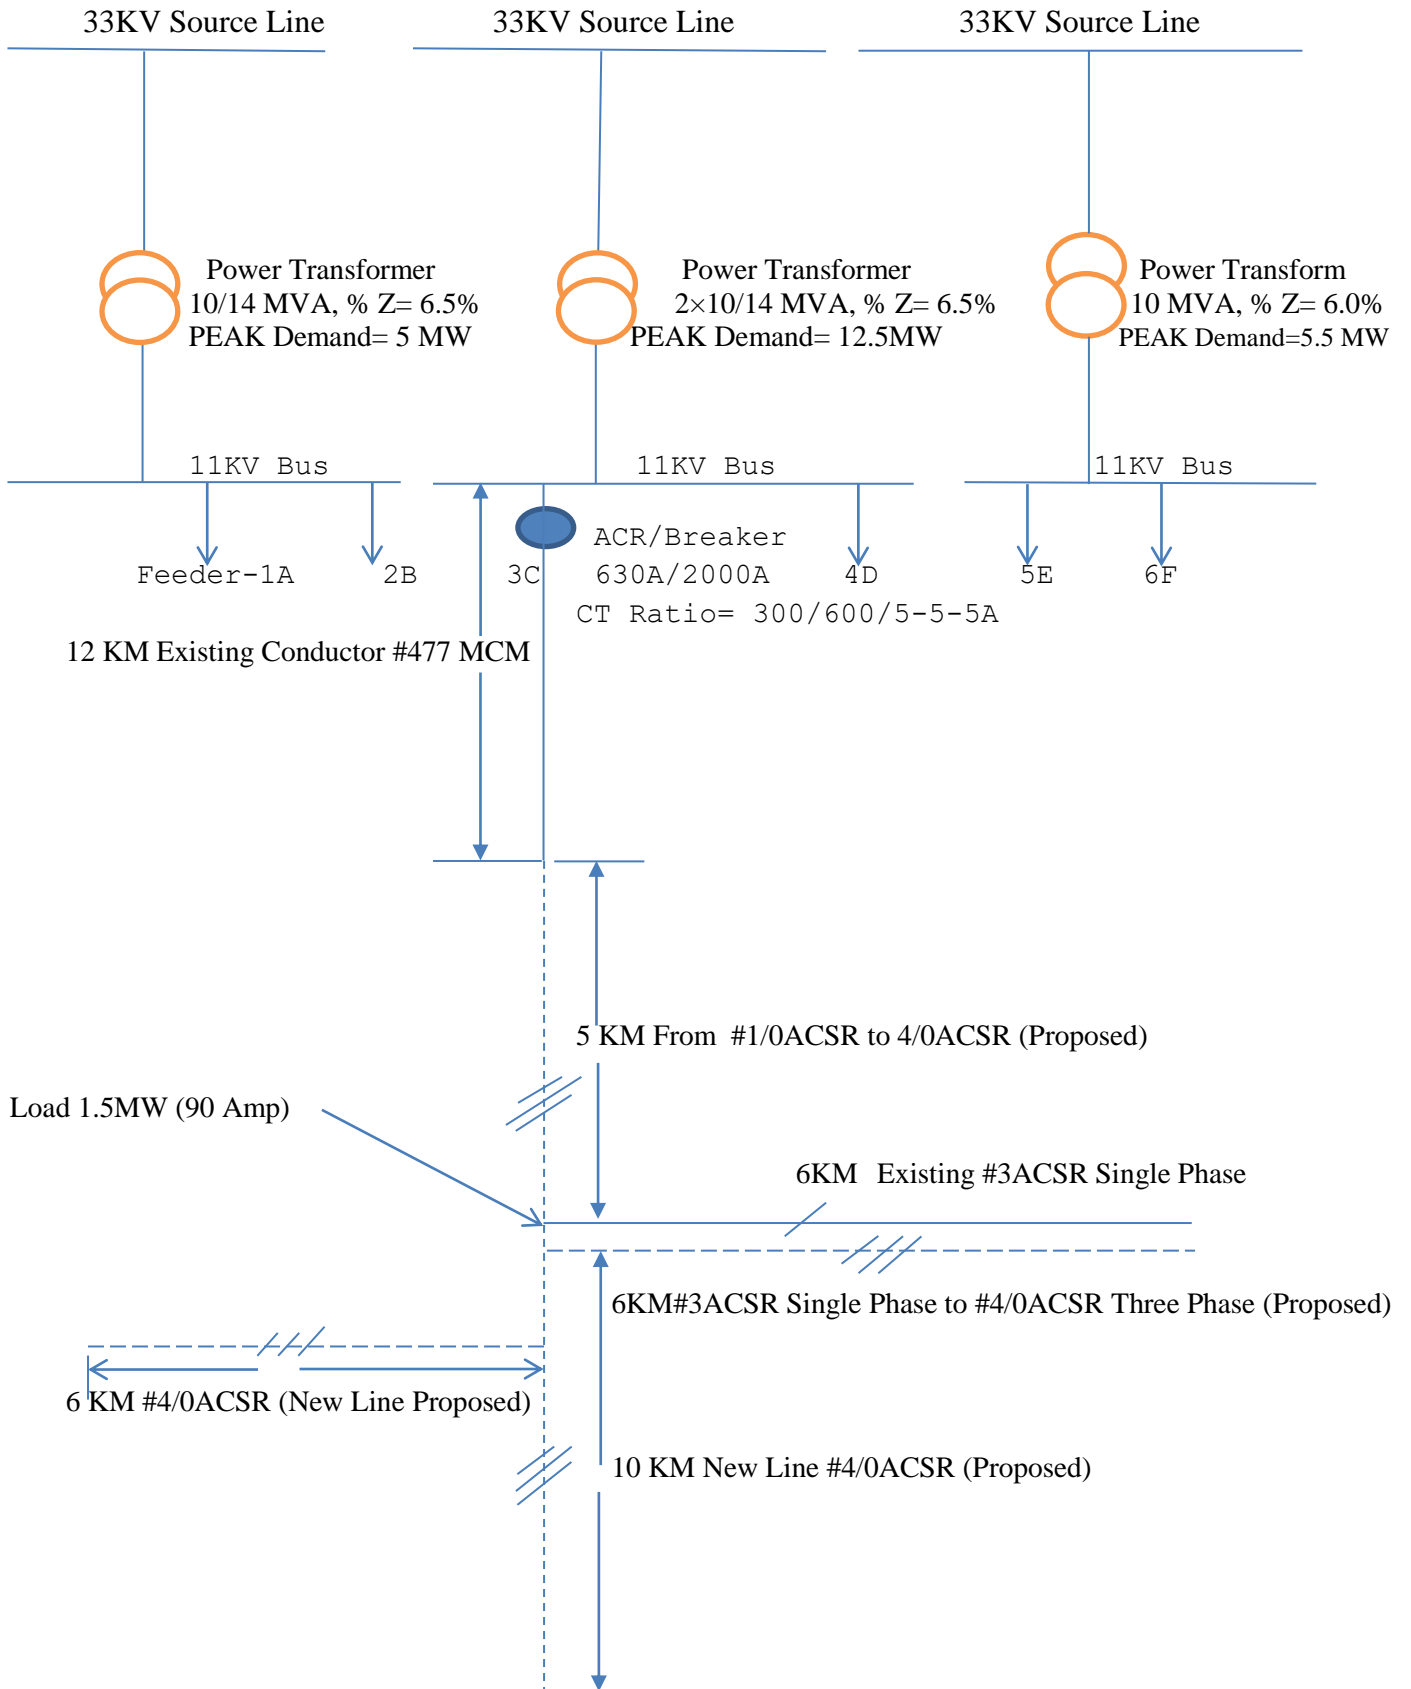 33KV Source Line
33KV Source Line
33KV Source Line
Power Transformer
10/14 MVA, % Z= 6.5%
PEAK Demand= 5 MW
Power Transformer
2×10/14 MVA, % Z= 6.5%
PEAK Demand= 12.5MW
Power Transform
10 MVA, % Z= 6.0%
PEAK Demand=5.5 MW
11KV Bus
11KV Bus
11KV Bus
ACR/Breaker
Feeder-1A
2B
3C
630A/2000A
4D
5E
6F
CT Ratio= 300/600/5-5-5A
12 KM Existing Conductor #477 MCM
5 KM From #1/0ACSR to 4/0ACSR (Proposed)
Load 1.5MW (90 Amp)
6KM Existing #3ACSR Single Phase
6KM#3ACSR Single Phase to #4/0ACSR Three Phase (Proposed)
6 KM #4/0ACSR (New Line Proposed)
10 KM New Line #4/0ACSR (Proposed)